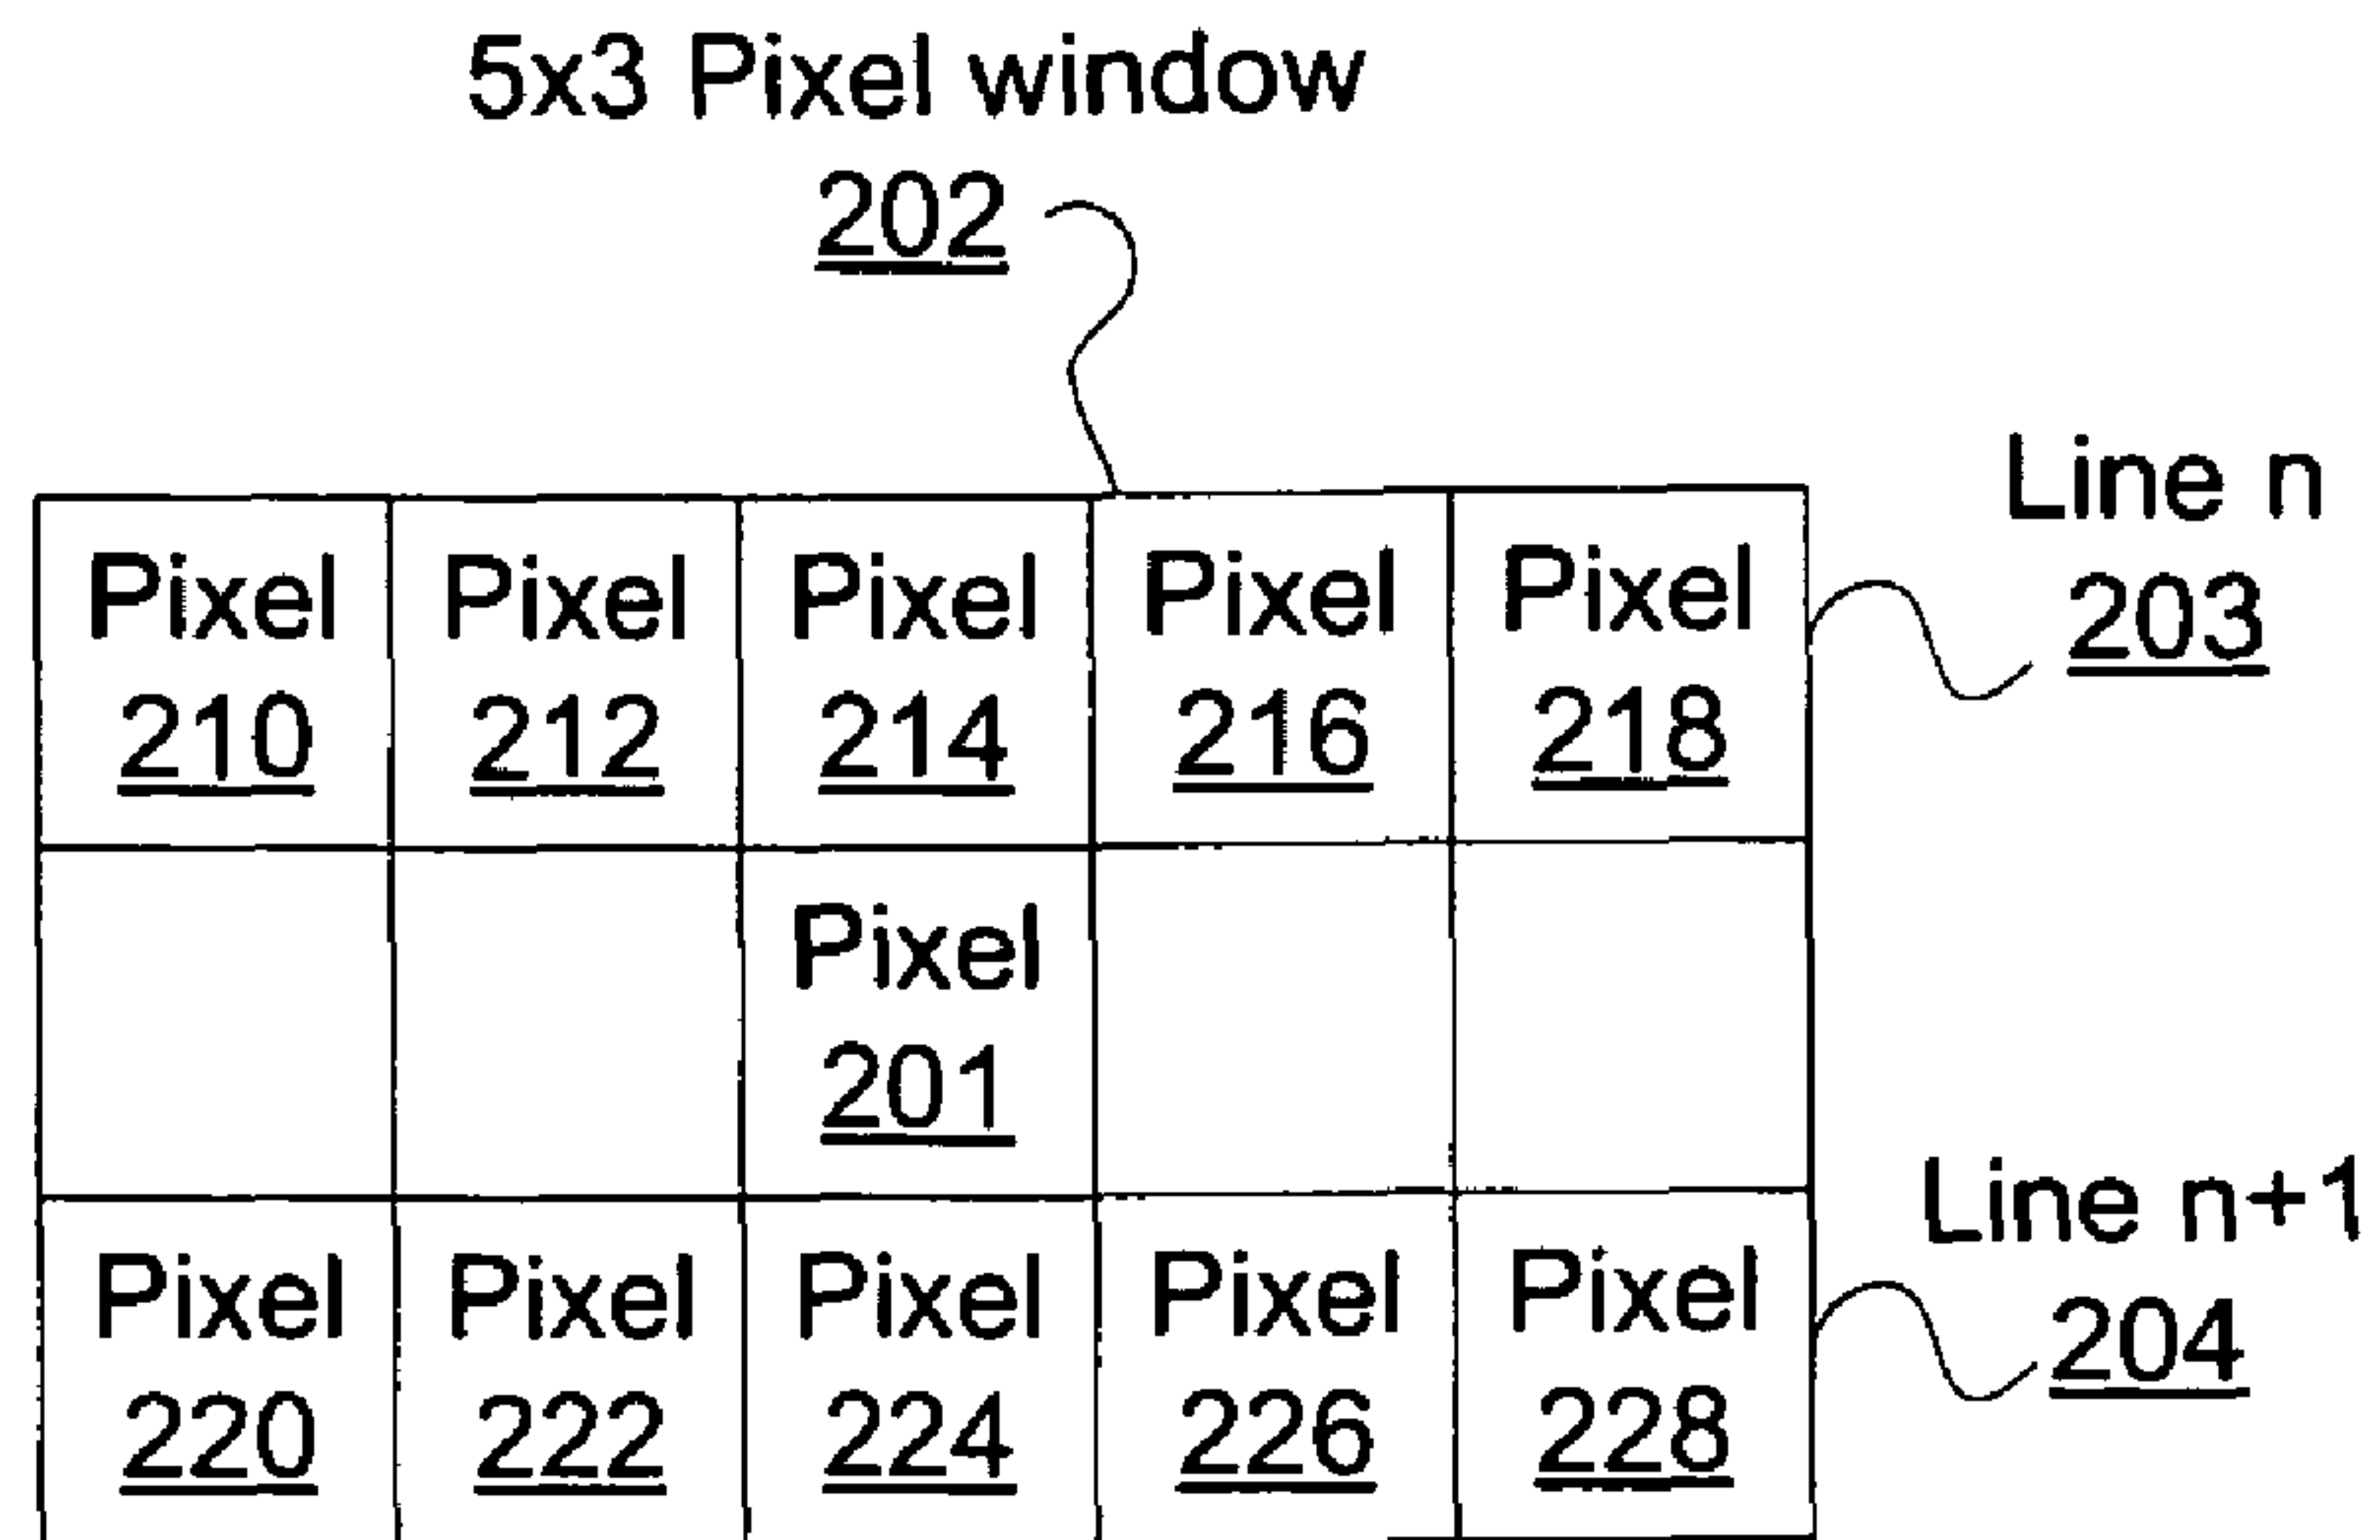 5x3 Pixel window
202
Line n
203
Pixel Pixel Pixel Pixel Pixel
210 212 214 216 218
Pixel
201
Line n+1
204
Pixel Pixel Pixel Pixel Pixel
220 222 224 226 228